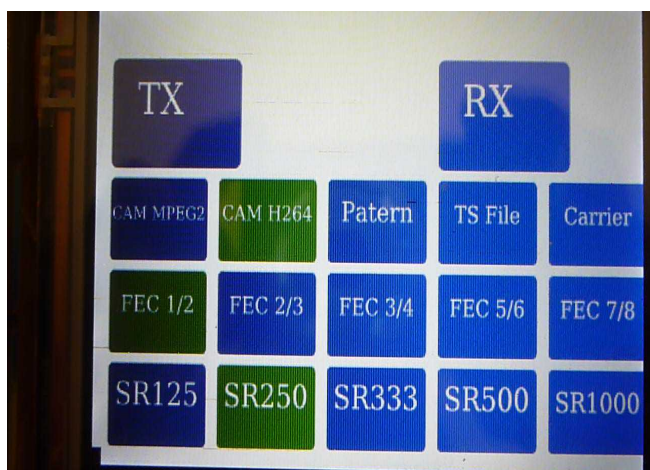 TX RX
CAM MPEG2 CAM H264 Patern TS File Carrier
FEC 1/2 FEC 2/3 FEC 3/4 FEC 5/6 FEC 7/8
SR125 SR250 SR333 SR500 SR1000